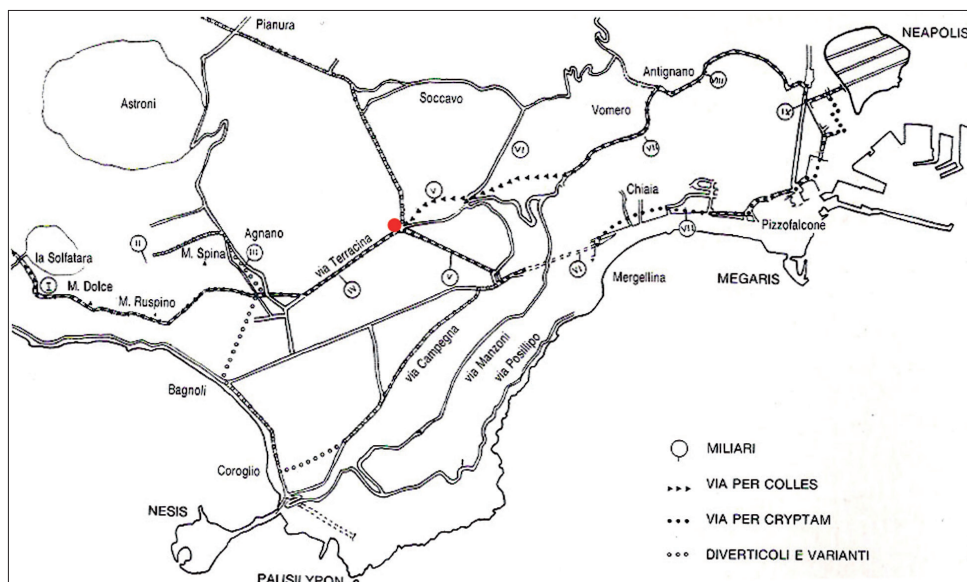 Pianura
NEAPOLIS
Antignano
VIII
Astroni
Soccavo
Vomero
IX
VI
VII
V
Chiaia
II
Agnano
III
M. Spina
via Terracina
la Solfatara
I
M. Dolce
M. Ruspino
IV
V
VI
VII
Pizzofalcone
Mergellina
MEGARIS
via Campegna
via Manzoni
via Posillipo
Bagnoli
Coroglio
NESIS
PAUSILYPON
MILIARI
VIA PER COLLES
VIA PER CRYPTAM
DIVERTICOLI E VARIANTI